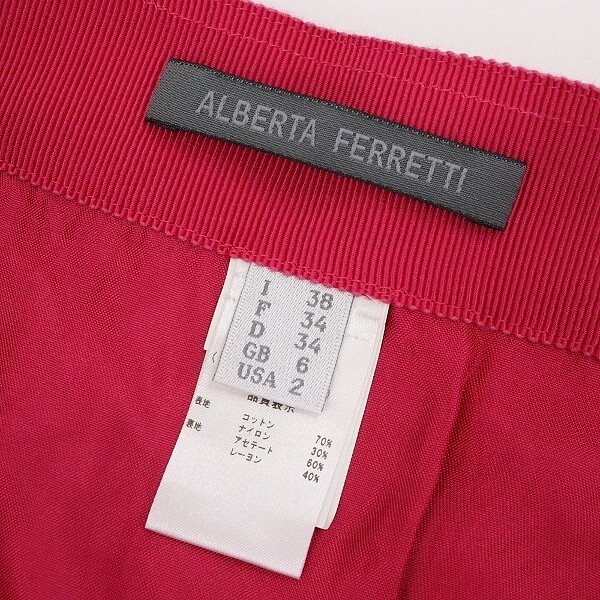 ALBERTA FERRETTI
I 38
F 34
D 34
GB 6
USA 2
品質表示
表地 コットン 70%
ナイロン 30%
裏地 アセテート 60%
レーヨン 40%